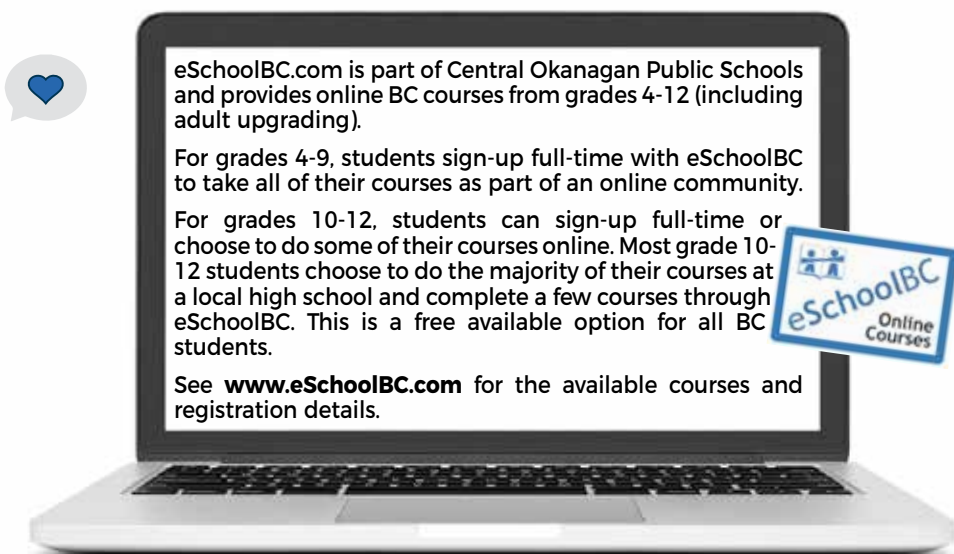 eSchoolBC.com is part of Central Okanagan Public Schools
and provides online BC courses from grades 4-12 (including
adult upgrading).
For grades 4-9, students sign-up full-time with eSchoolBC
to take all of their courses as part of an online community.
For grades 10-12, students can sign-up full-time or
choose to do some of their courses online. Most grade 10-
12 students choose to do the majority of their courses at
a local high school and complete a few courses through
eSchoolBC. This is a free available option for all BC
students.
See www.eSchoolBC.com for the available courses and
registration details.
eSchoolBC
Online
Courses